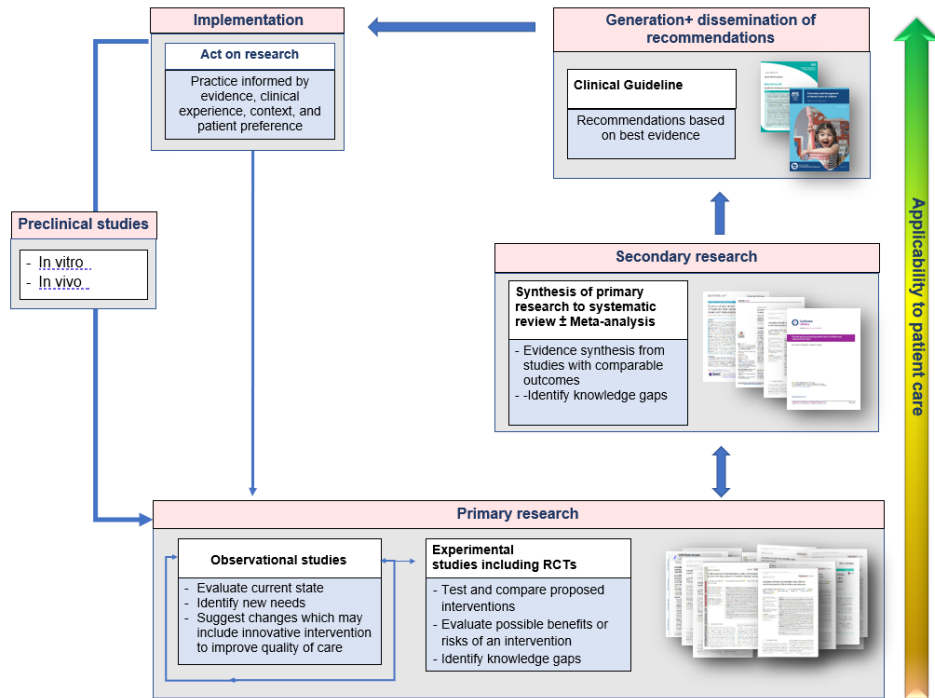 Implementation
Act on research
Practice informed by
evidence, clinical
experience, context, and
patient preference
Generation+ dissemination of
recommendations
Clinical Guideline
Recommendations based
on best evidence
Preclinical studies
- In vitro
- In vivo
Secondary research
Synthesis of primary
research to systematic
review ± Meta-analysis
- Evidence synthesis from
studies with comparable
outcomes
- -Identify knowledge gaps
Applicability to patient care
Primary research
Observational studies
- Evaluate current state
- Identify new needs
- Suggest changes which may
include innovative intervention
to improve quality of care
Experimental
studies including RCTs
- Test and compare proposed
interventions
- Evaluate possible benefits or
risks of an intervention
- Identify knowledge gaps